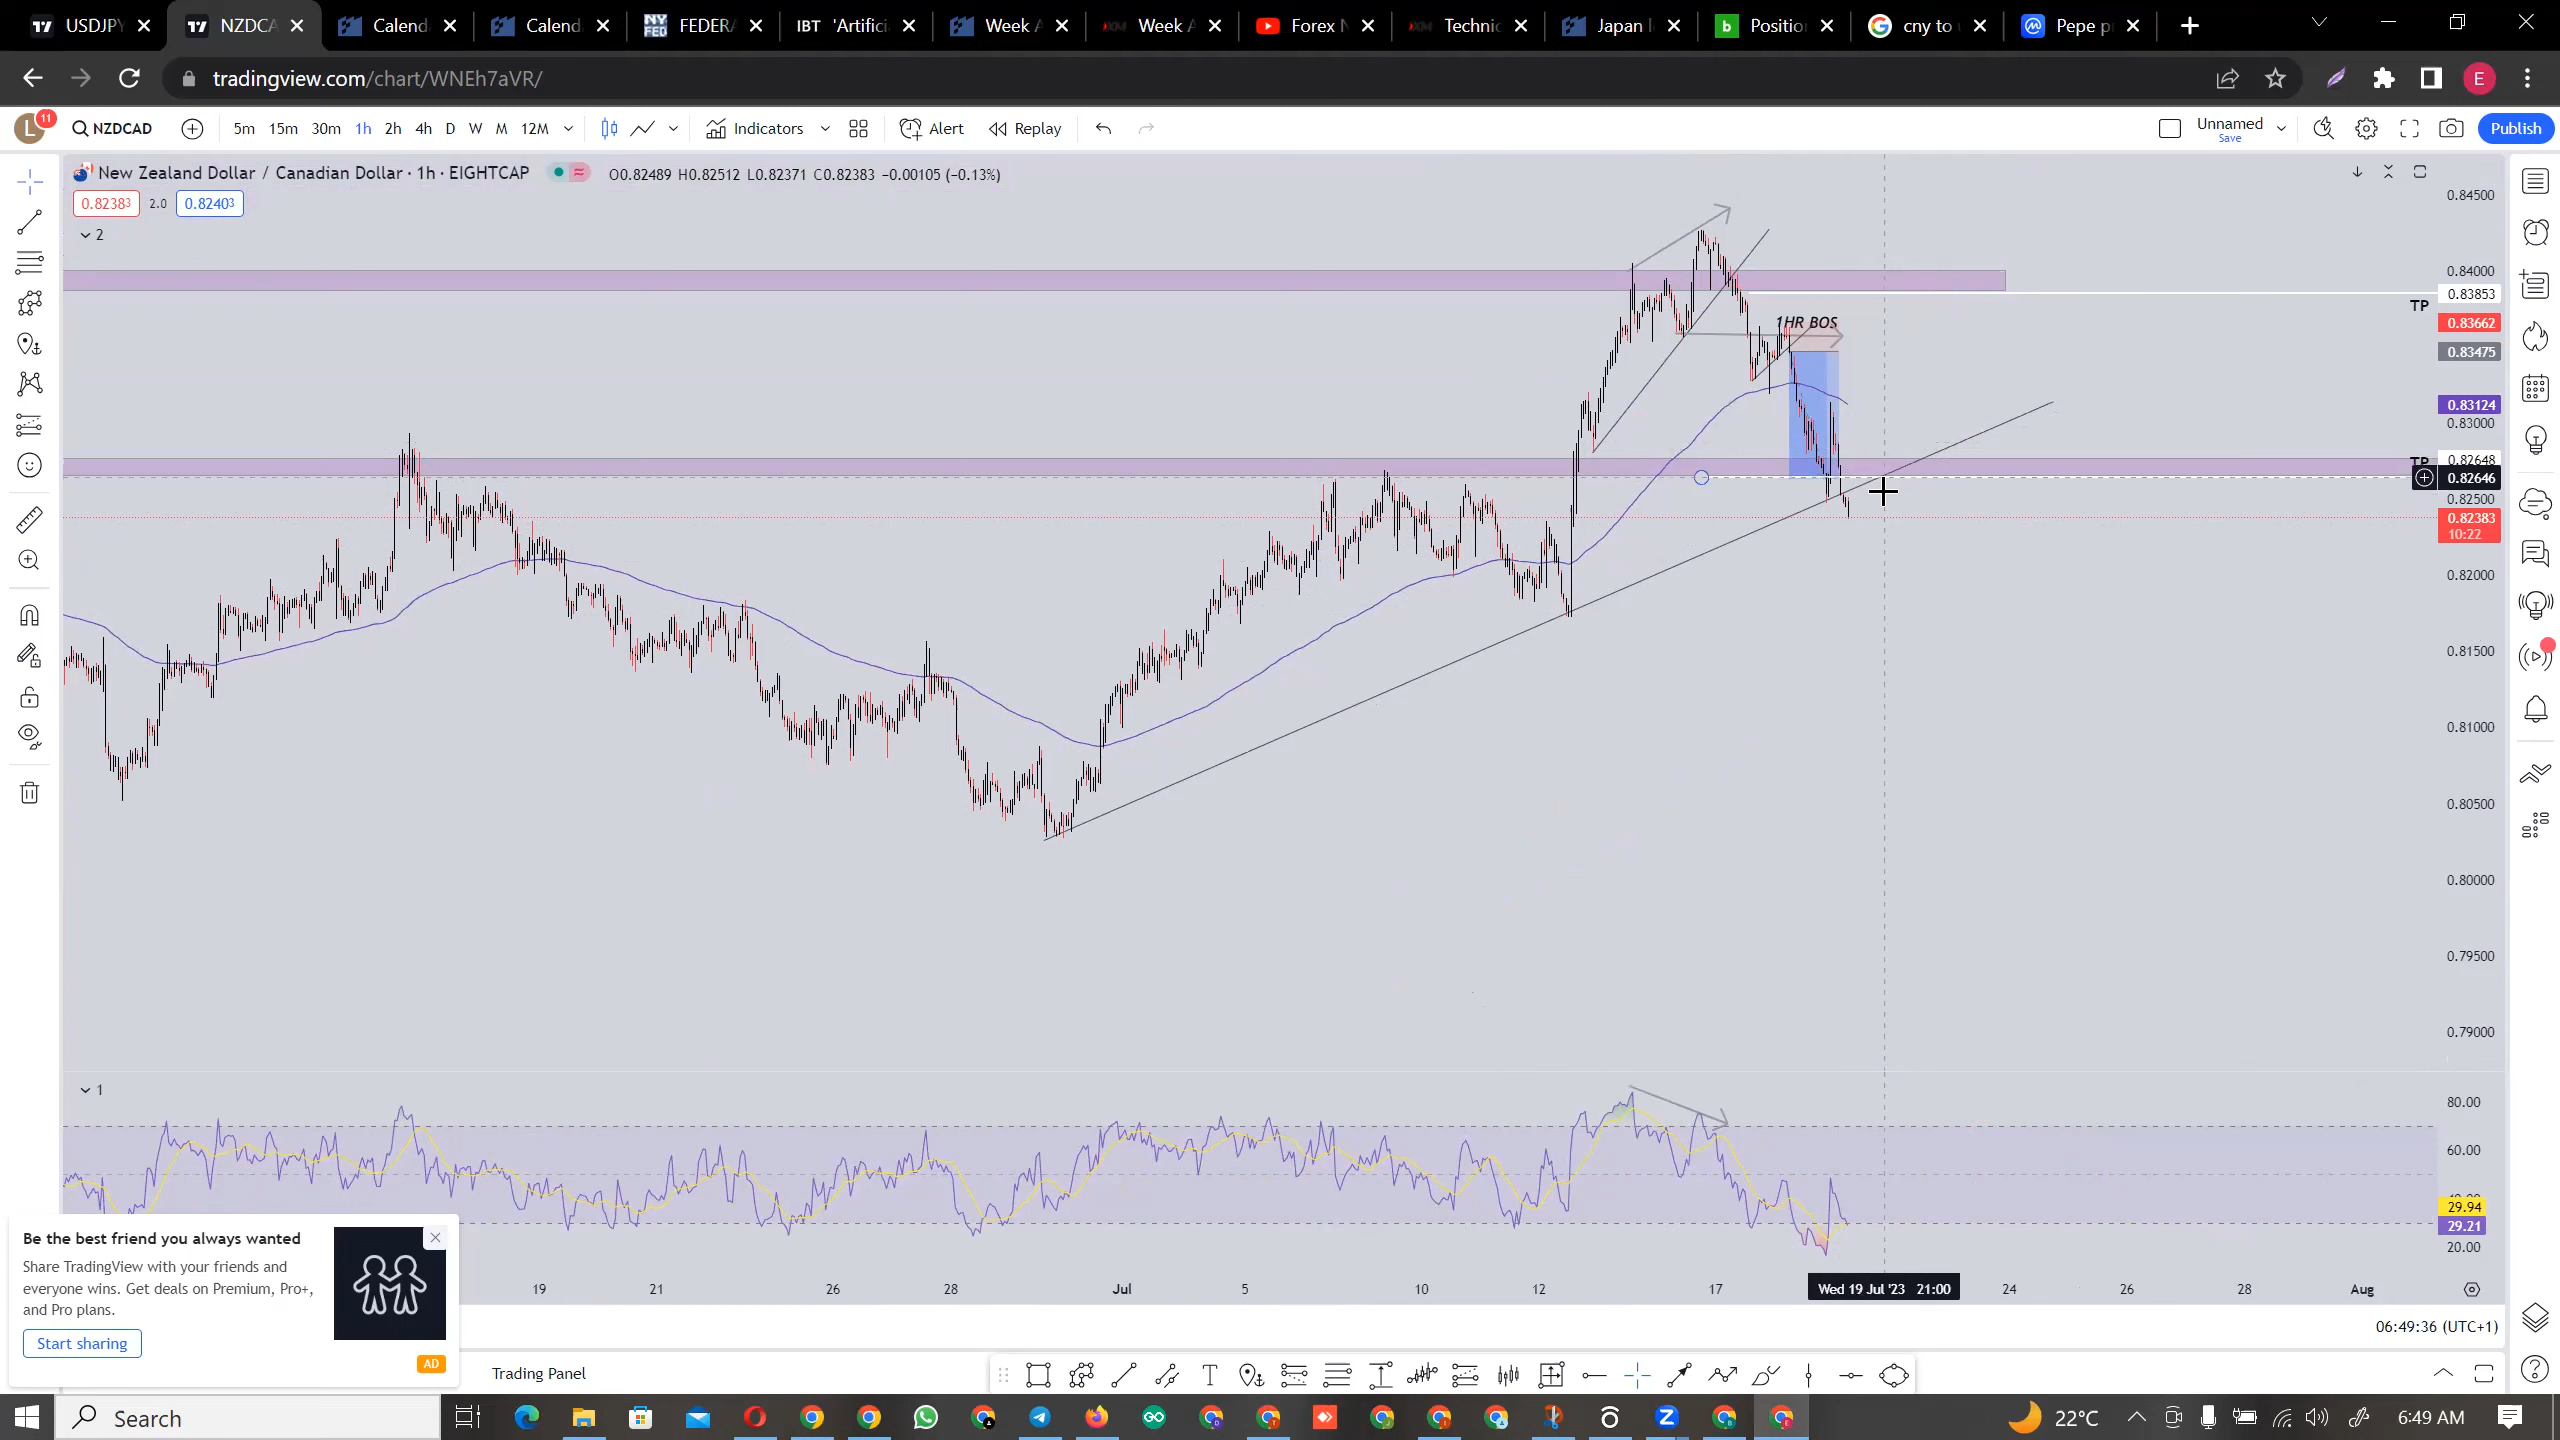 USDJPY
NZDCA
Calend
Calend
FEDER
IBT 'Artifici
Week A
Week A
Forex N
Technic
Japan l
Positio
cny to
Pepe p
tradingview.com/chart/WNEh7aVR/
E
L
11
NZDCAD
5m 15m 30m 1h 2h 4h D W M 12M
Indicators
Alert
Replay
Unnamed
Save
Publish
New Zealand Dollar / Canadian Dollar · 1h · EIGHTCAP
O0.82489 H0.82512 L0.82371 C0.82383 −0.00105 (−0.13%)
0.82383
2.0
0.82403
2
1HR BOS
TP
TP
0.84500
0.84000
0.83853
0.83662
0.83475
0.83124
0.83000
0.82648
0.82646
0.82500
0.82383
10:22
0.82000
0.81500
0.81000
0.80500
0.80000
0.79500
0.79000
1
80.00
60.00
29.94
29.21
20.00
19 21 26 28 Jul 5 10 12 17 Wed 19 Jul '23 21:00 24 26 28 Aug
Be the best friend you always wanted
Share TradingView with your friends and
everyone wins. Get deals on Premium, Pro+,
and Pro plans.
Start sharing
AD
06:49:36 (UTC+1)
Trading Panel
Search
22°C
6:49 AM